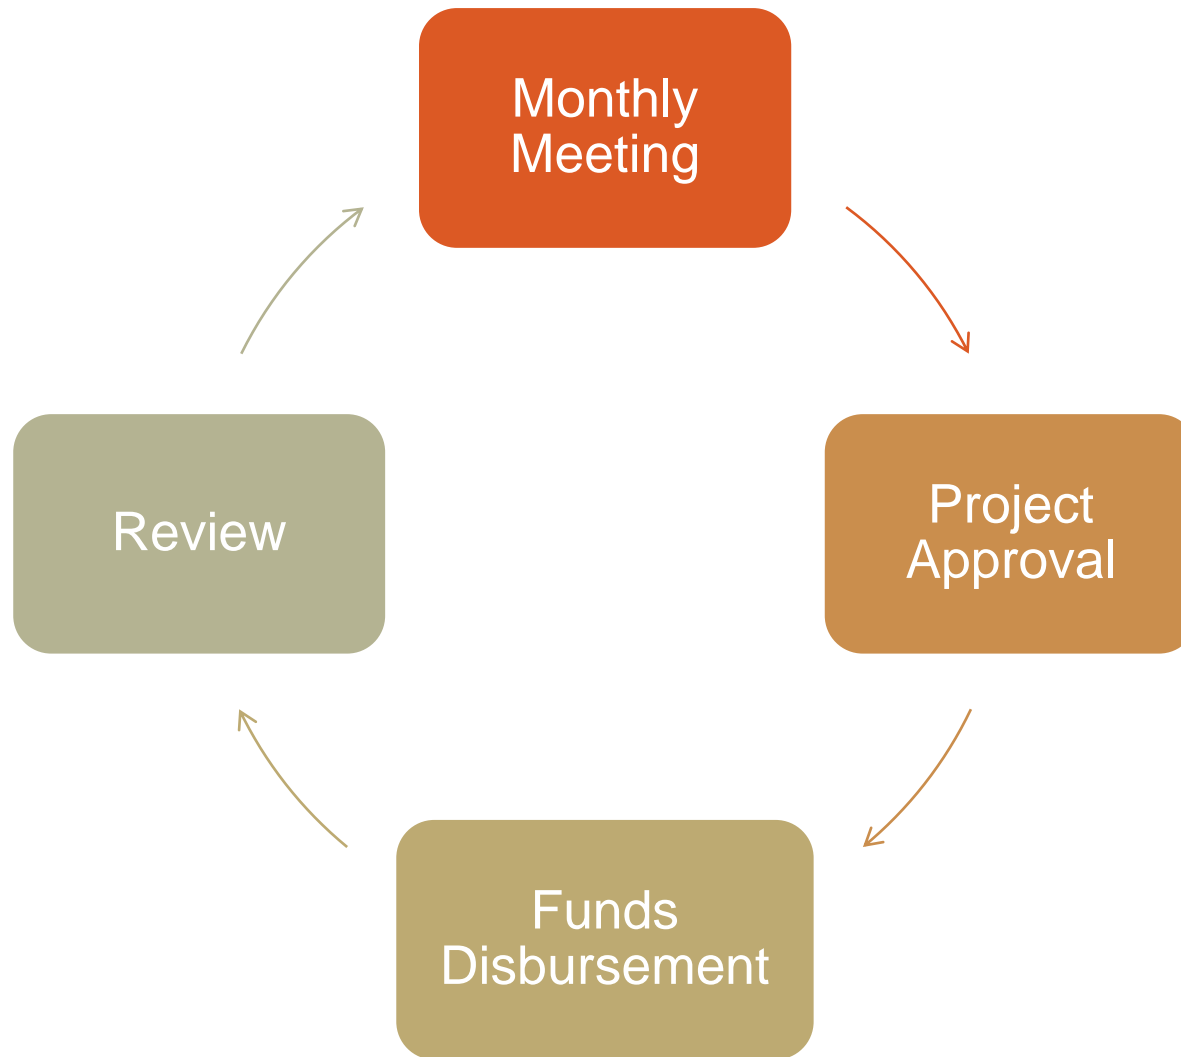 Monthly
Meeting
Project
Approval
Funds
Disbursement
Review